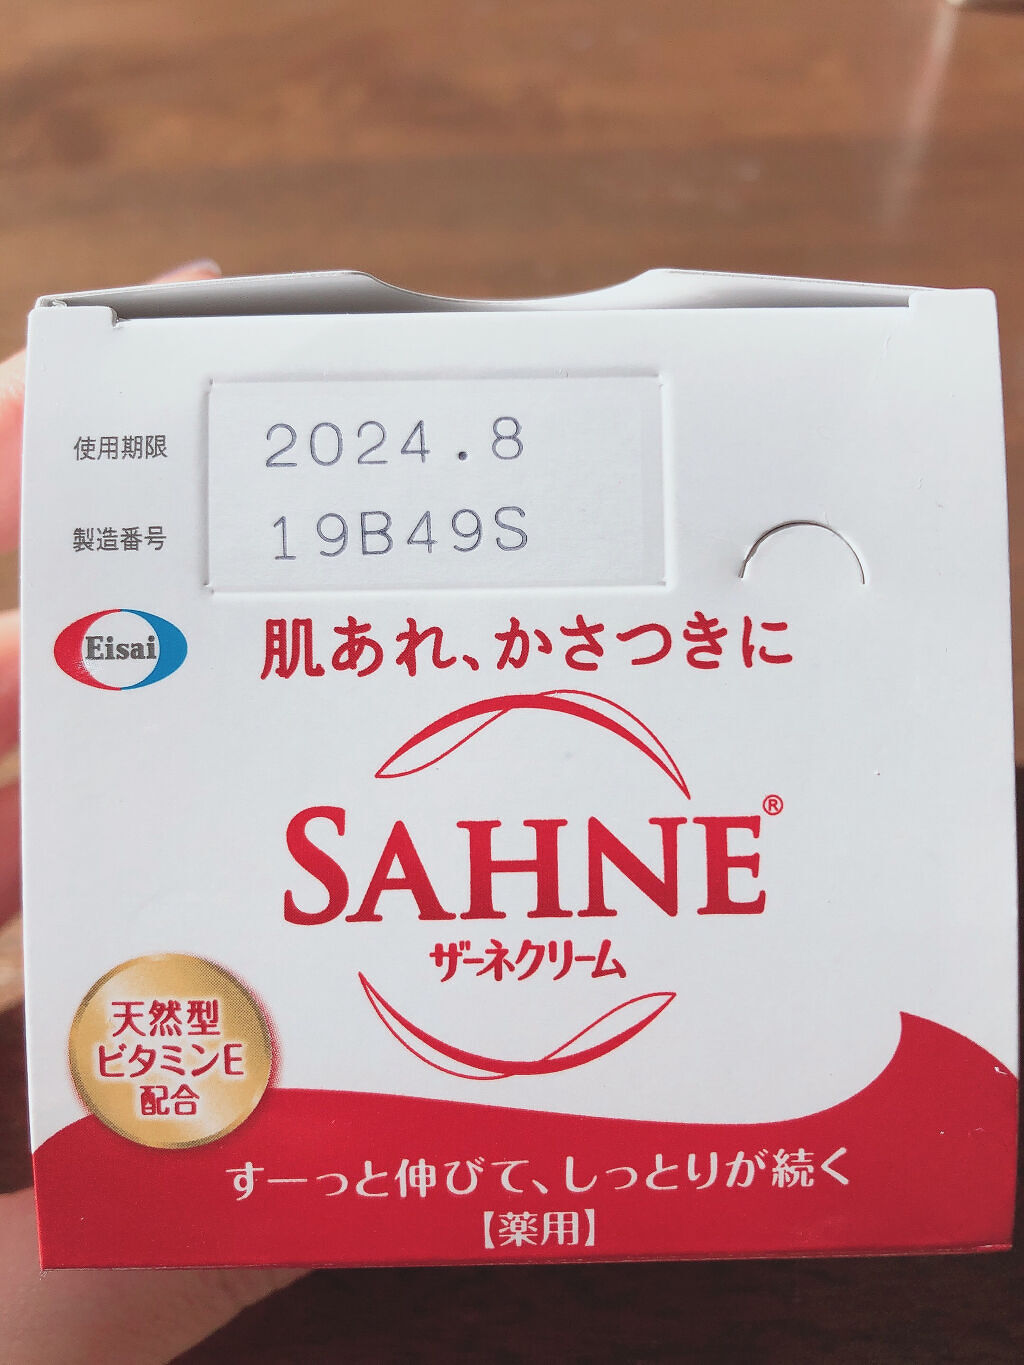 使用期限 2024.8
製造番号 19B49S
Eisai
肌あれ、かさつきに
SAHNE®
ザーネクリーム
天然型
ビタミンE
配合
すーっと伸びて、しっとりが続く
【薬用】